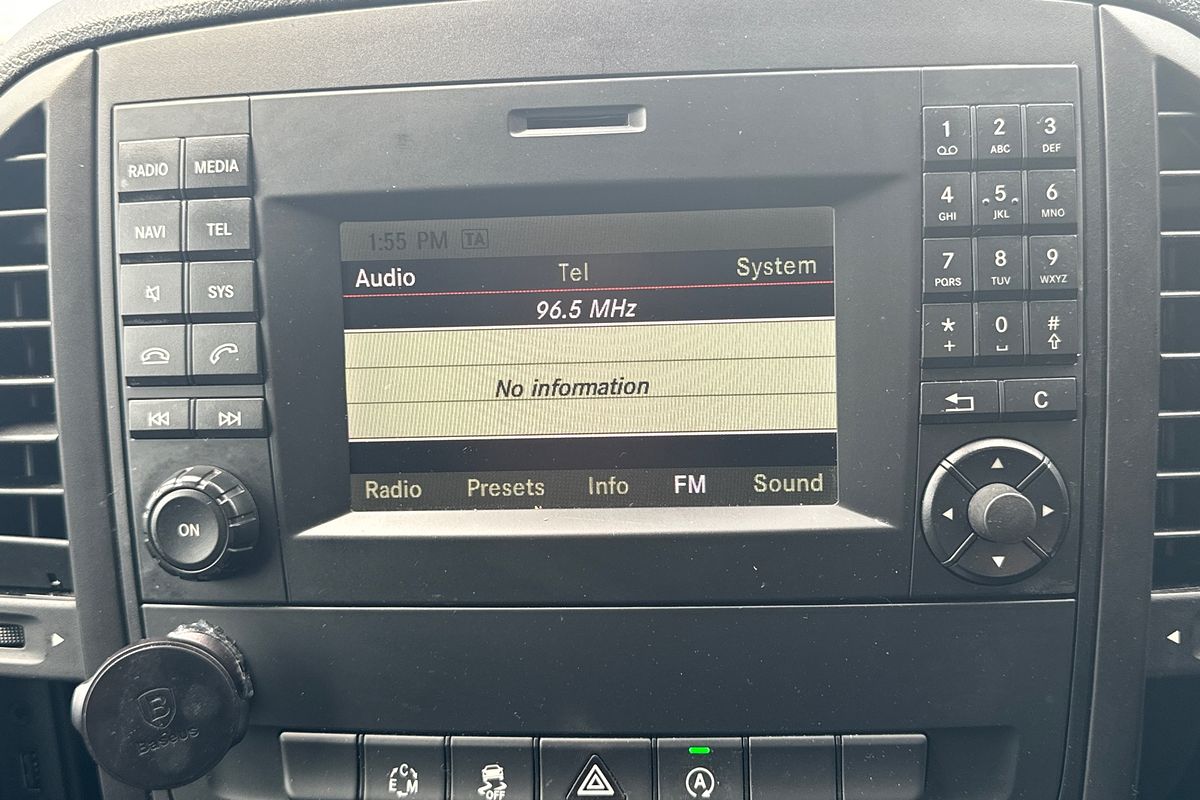 RADIO MEDIA
NAVI TEL
SYS
ON
1:55 PM TA
Audio Tel System
96.5 MHz
No information
Radio Presets Info FM Sound
1 2 ABC 3 DEF
4 GHI 5 JKL 6 MNO
7 PQRS 8 TUV 9 WXYZ
* + 0 #
C
B
Baseus
C
E M
OFF
A